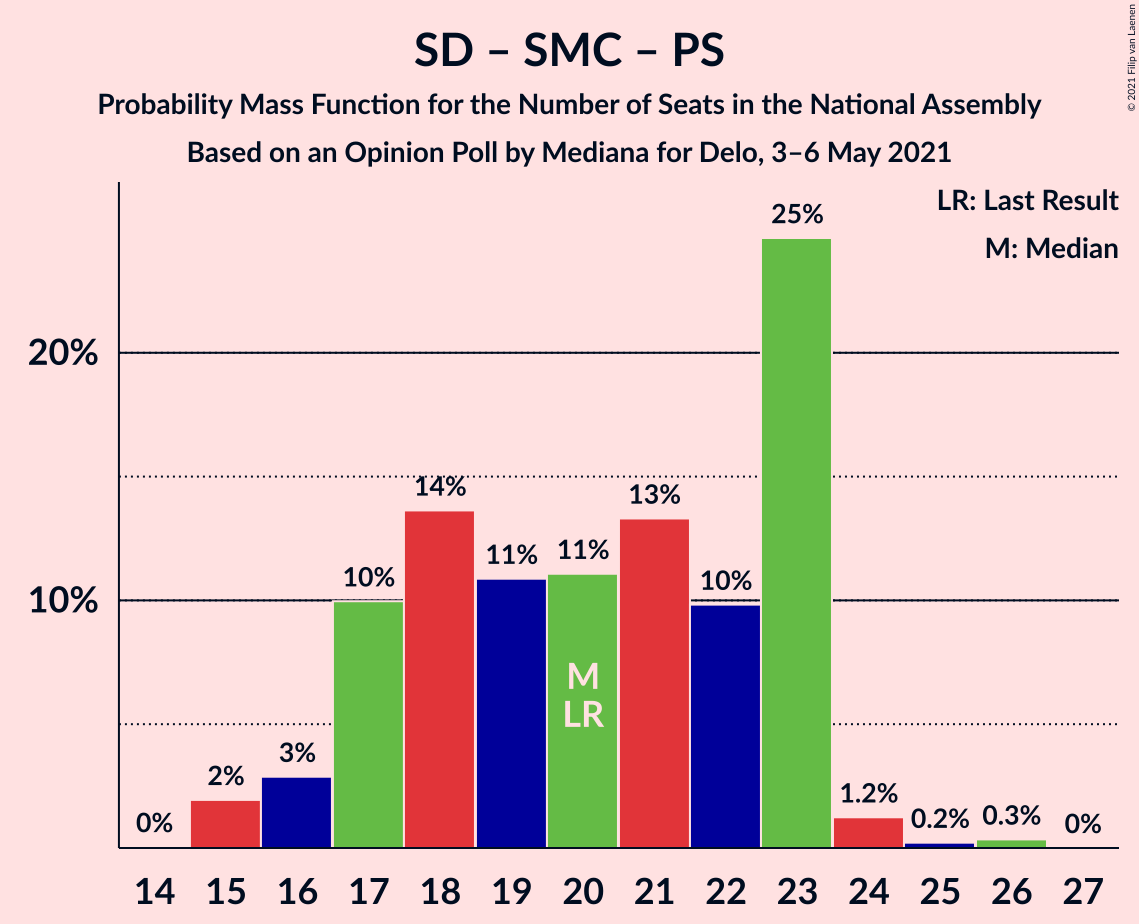 SD – SMC – PS
Probability Mass Function for the Number of Seats in the National Assembly
Based on an Opinion Poll by Mediana for Delo, 3–6 May 2021
© 2021 Filip van Laenen
LR: Last Result
M: Median
25%
20%
14%
13%
11%
11%
10%
10%
10%
M
LR
3%
2%
1.2%
0.3%
0.2%
0%
0%
14 15 16 17 18 19 20 21 22 23 24 25 26 27